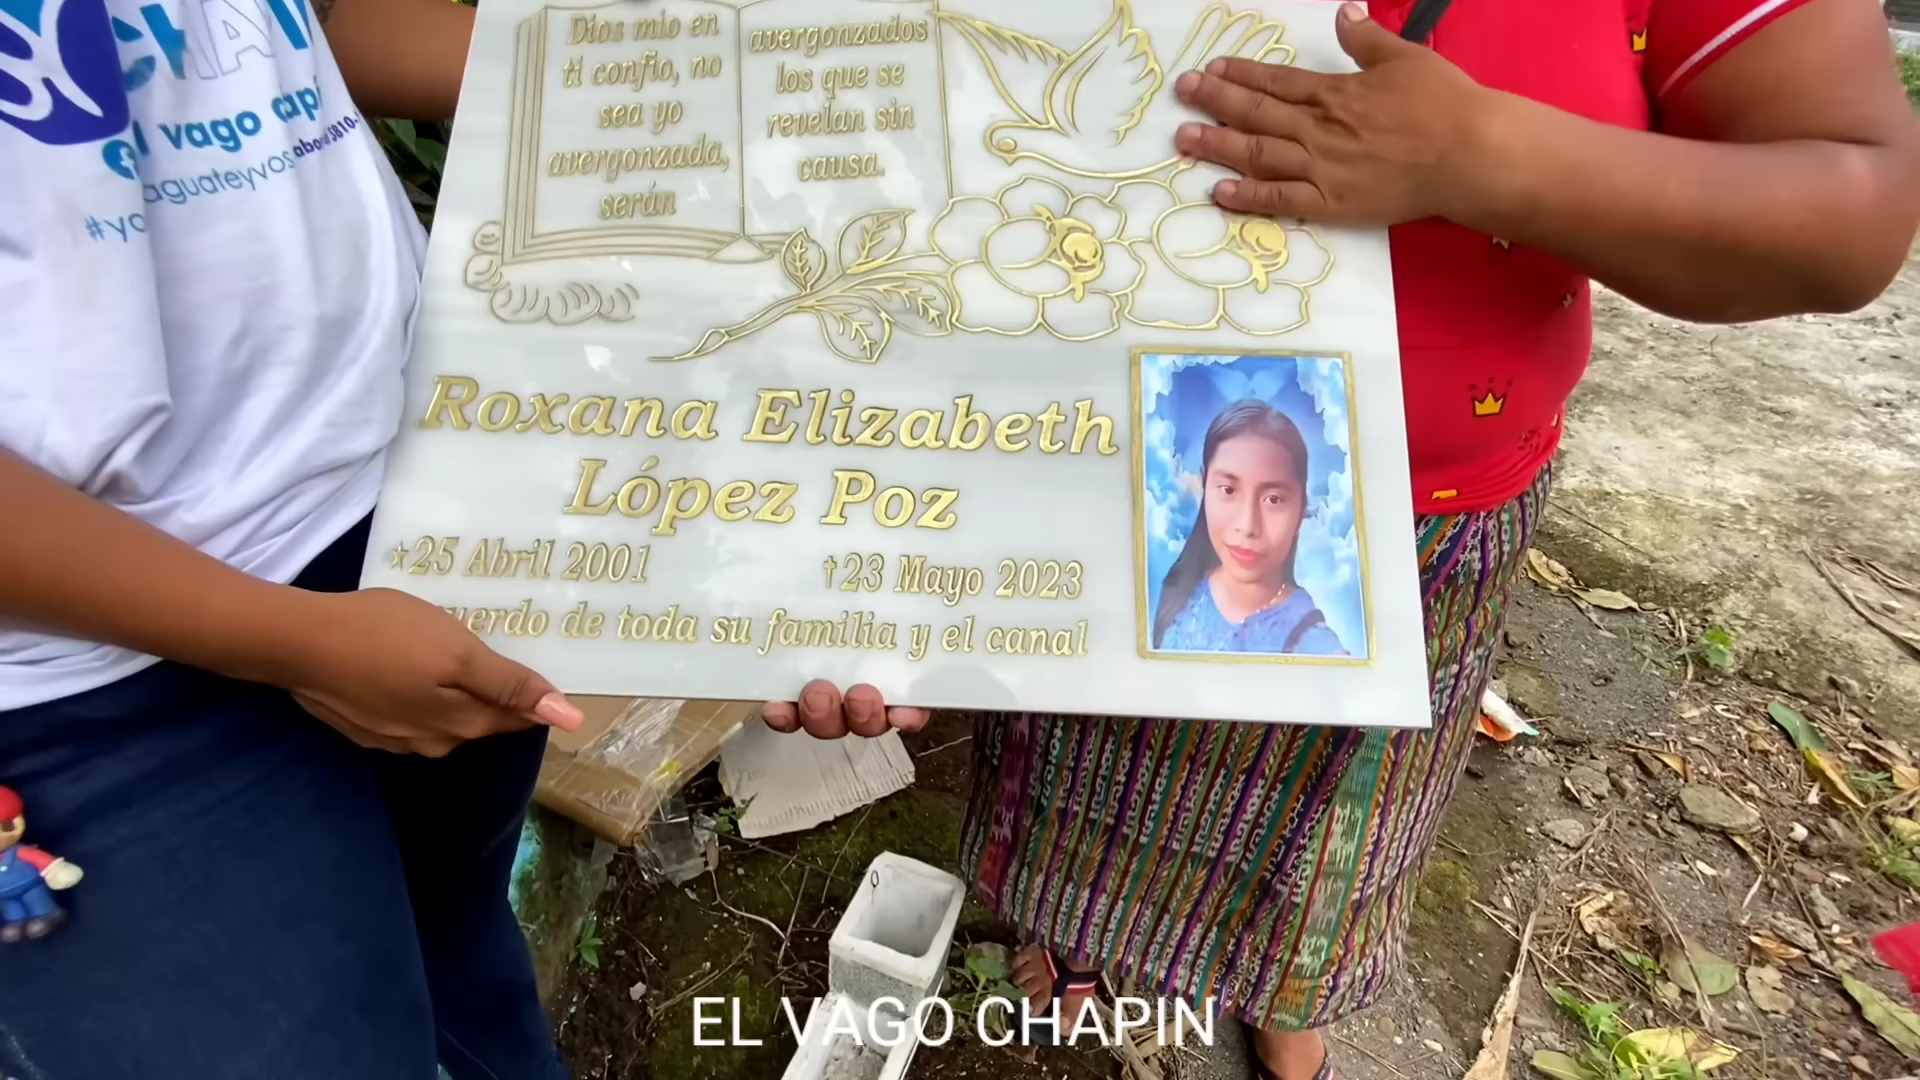 Dios mio en
ti confio, no
sea yo
avergonzada,
serán
avergonzados
los que se
revelan sin
causa.
Roxana Elizabeth
López Poz
25 Abril 2001
†23 Mayo 2023
de toda su familia y el canal
el vago
#yo
EL VAGO CHAPIN